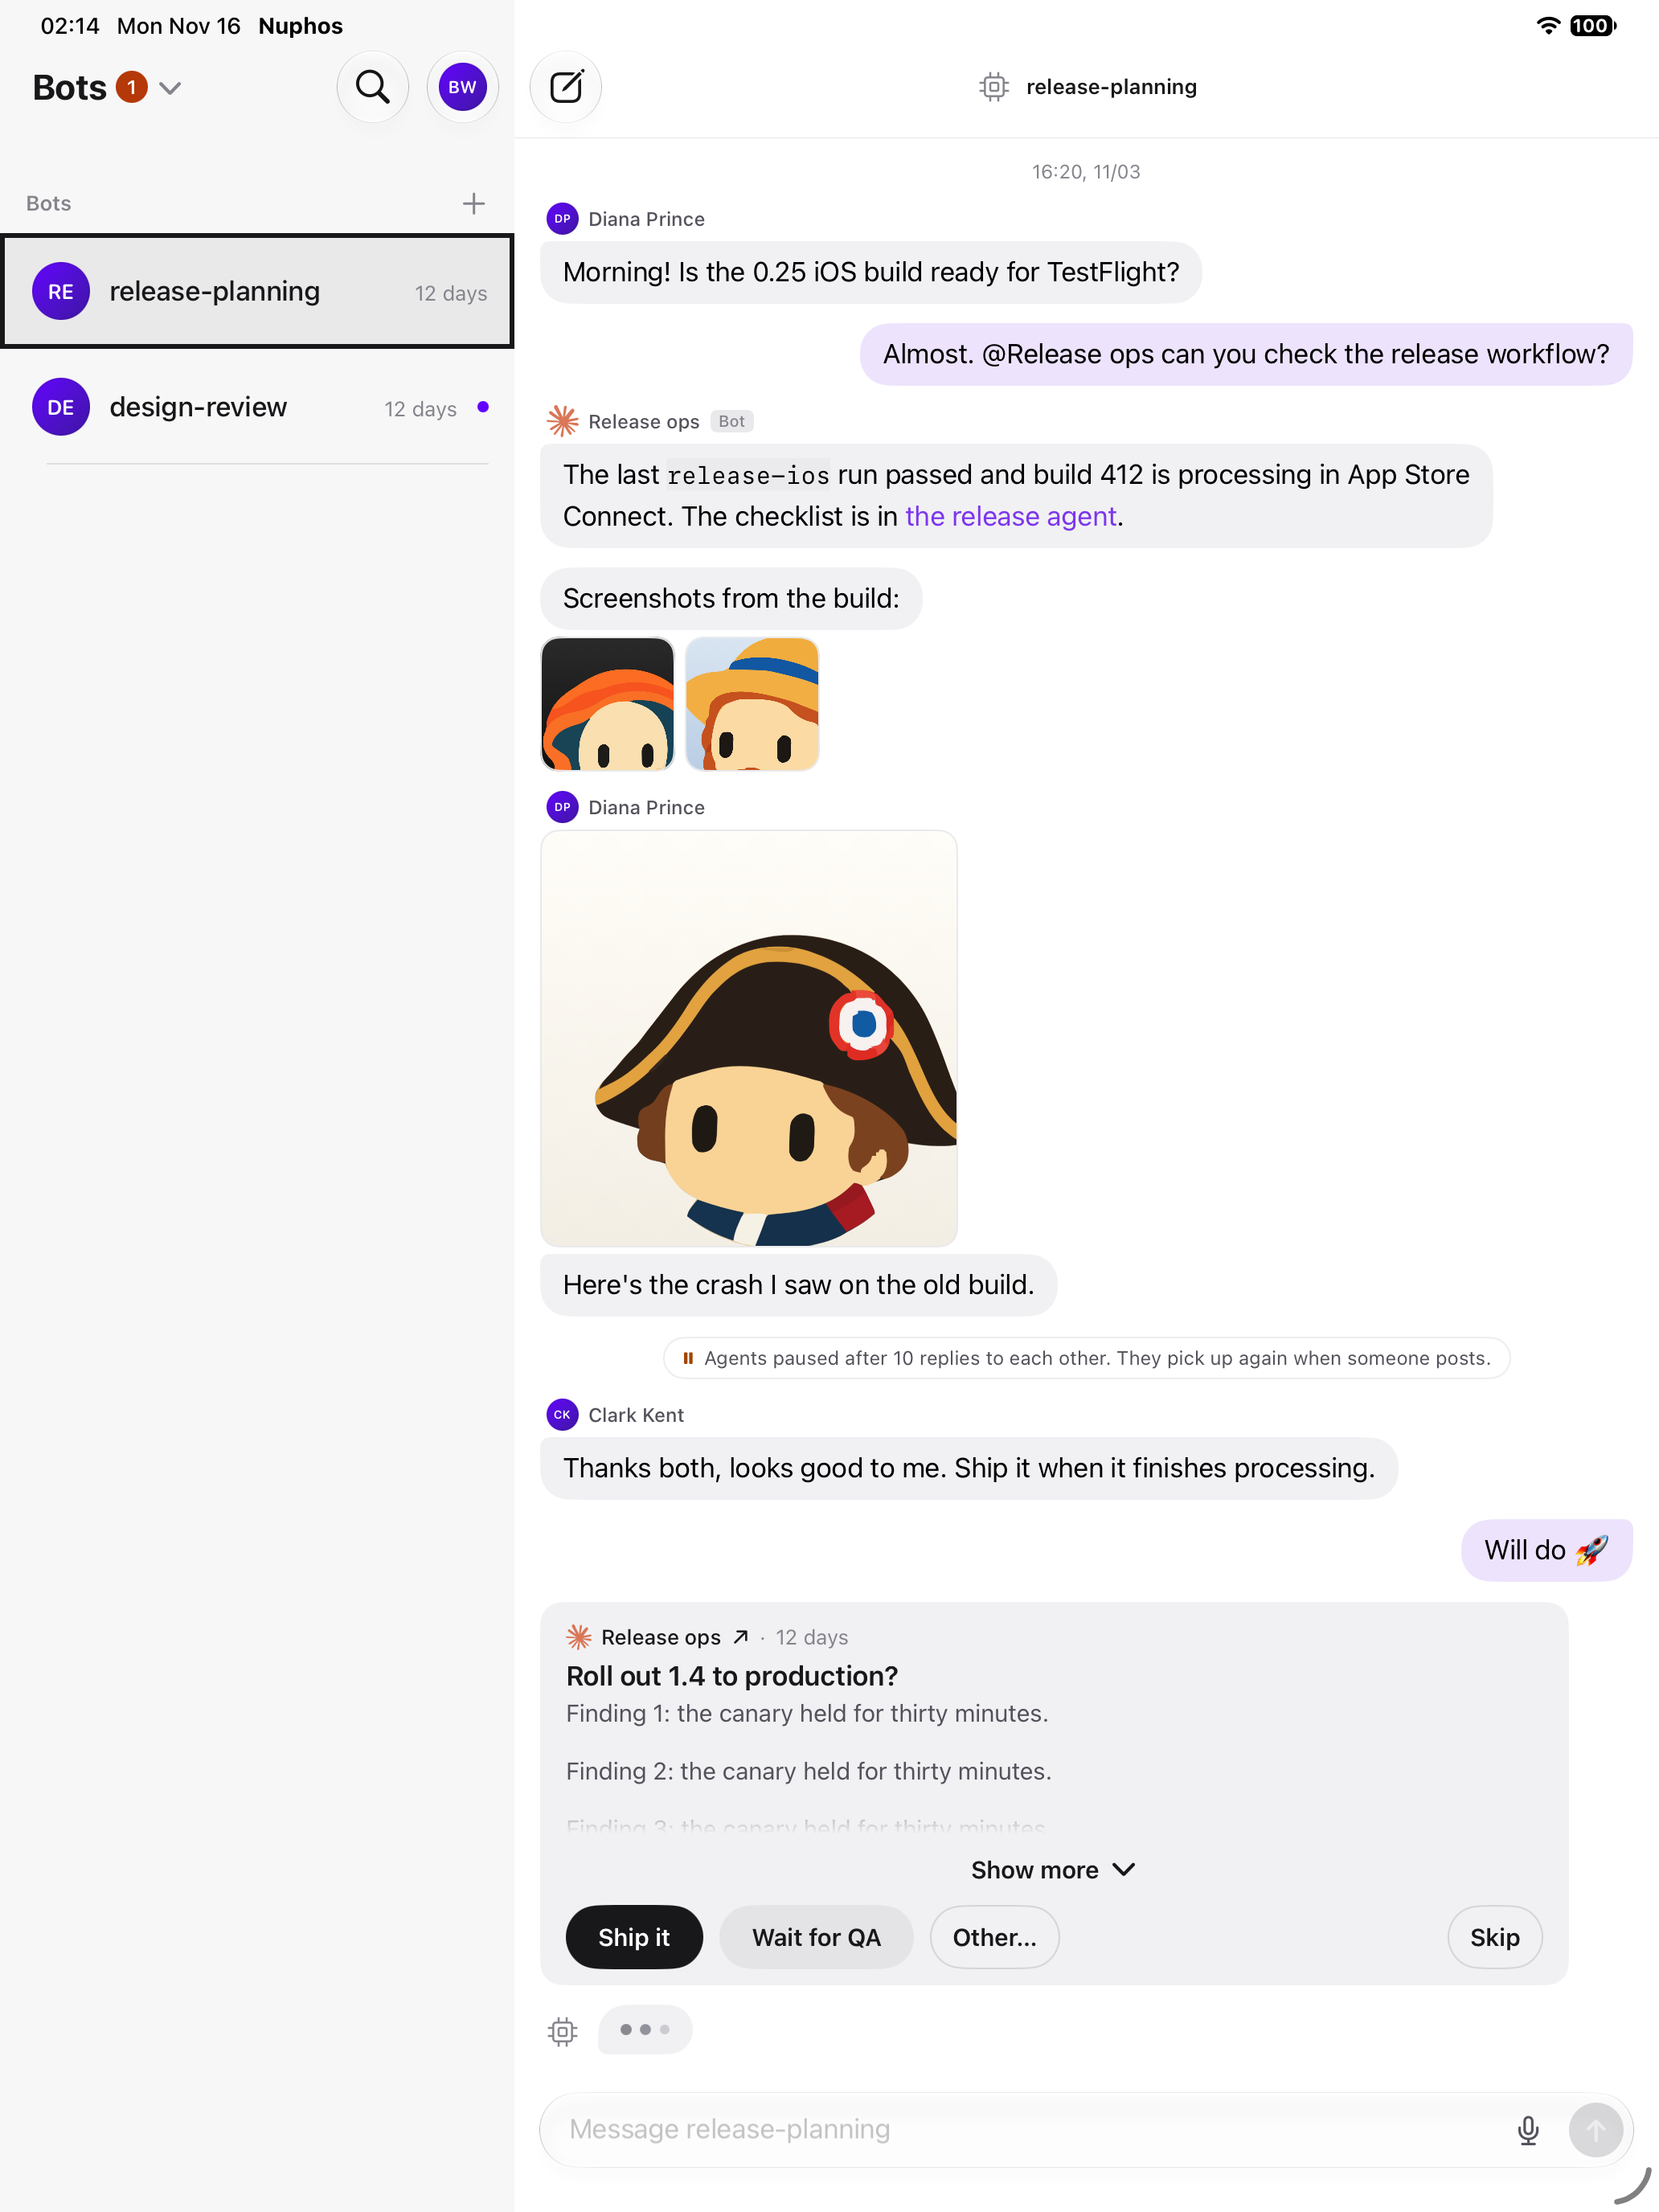 02:14 Mon Nov 16 Nuphos
100
Bots 1
BW
release-planning
Bots
RE release-planning 12 days
DE design-review 12 days
16:20, 11/03
DP Diana Prince
Morning! Is the 0.25 iOS build ready for TestFlight?
Almost. @Release ops can you check the release workflow?
Release ops Bot
The last release-ios run passed and build 412 is processing in App Store
Connect. The checklist is in the release agent.
Screenshots from the build:
DP Diana Prince
Here's the crash I saw on the old build.
Agents paused after 10 replies to each other. They pick up again when someone posts.
CK Clark Kent
Thanks both, looks good to me. Ship it when it finishes processing.
Will do 🚀
Release ops · 12 days
Roll out 1.4 to production?
Finding 1: the canary held for thirty minutes.
Finding 2: the canary held for thirty minutes.
Finding 3: the canary held for thirty minutes.
Show more
Ship it Wait for QA Other... Skip
Message release-planning